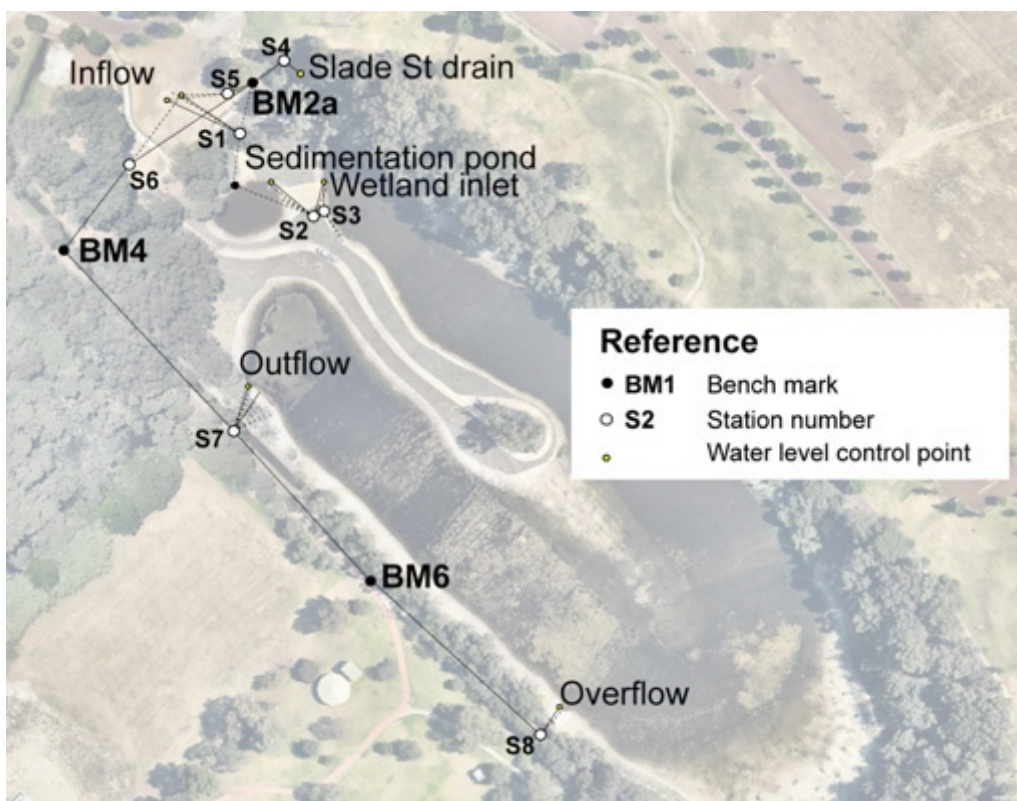 S4
Inflow
Slade St drain
S5
BM2a
S1
Sedimentation pond
S6
Wetland inlet
S2
S3
BM4
Reference
BM1 Bench mark
S2 Station number
Water level control point
Outflow
S7
BM6
Overflow
S8